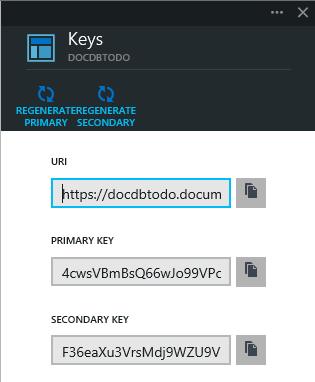 Keys
DOCDBTODO
REGENERATE PRIMARY
REGENERATE SECONDARY
URI
https://docdbtodo.docum
PRIMARY KEY
4cwsVBmBsQ66wJo99VPc
SECONDARY KEY
F36eaXu3VrsMdj9WZU9V